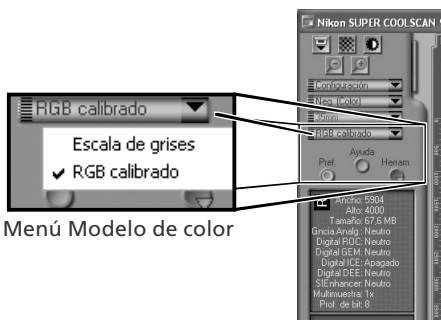 Nikon SUPER COOLSCAN
Configuración
Neg. (Color)
35mm
RGB calibrado
Ayuda
Pref.
Herram.
RGB calibrado
Escala de grises
✔ RGB calibrado
Menú Modelo de color
Ancho: 5904
Alto: 4000
Tamaño: 67,6 MB
Gncia.Analg.: Neutro
Digital ROC: Neutro
Digital GEM: Neutro
Digital ICE: Apagado
Digital DEE: Neutro
SIEnhancer: Neutro
Multimuestra: 1x
Prof. de bit: 8